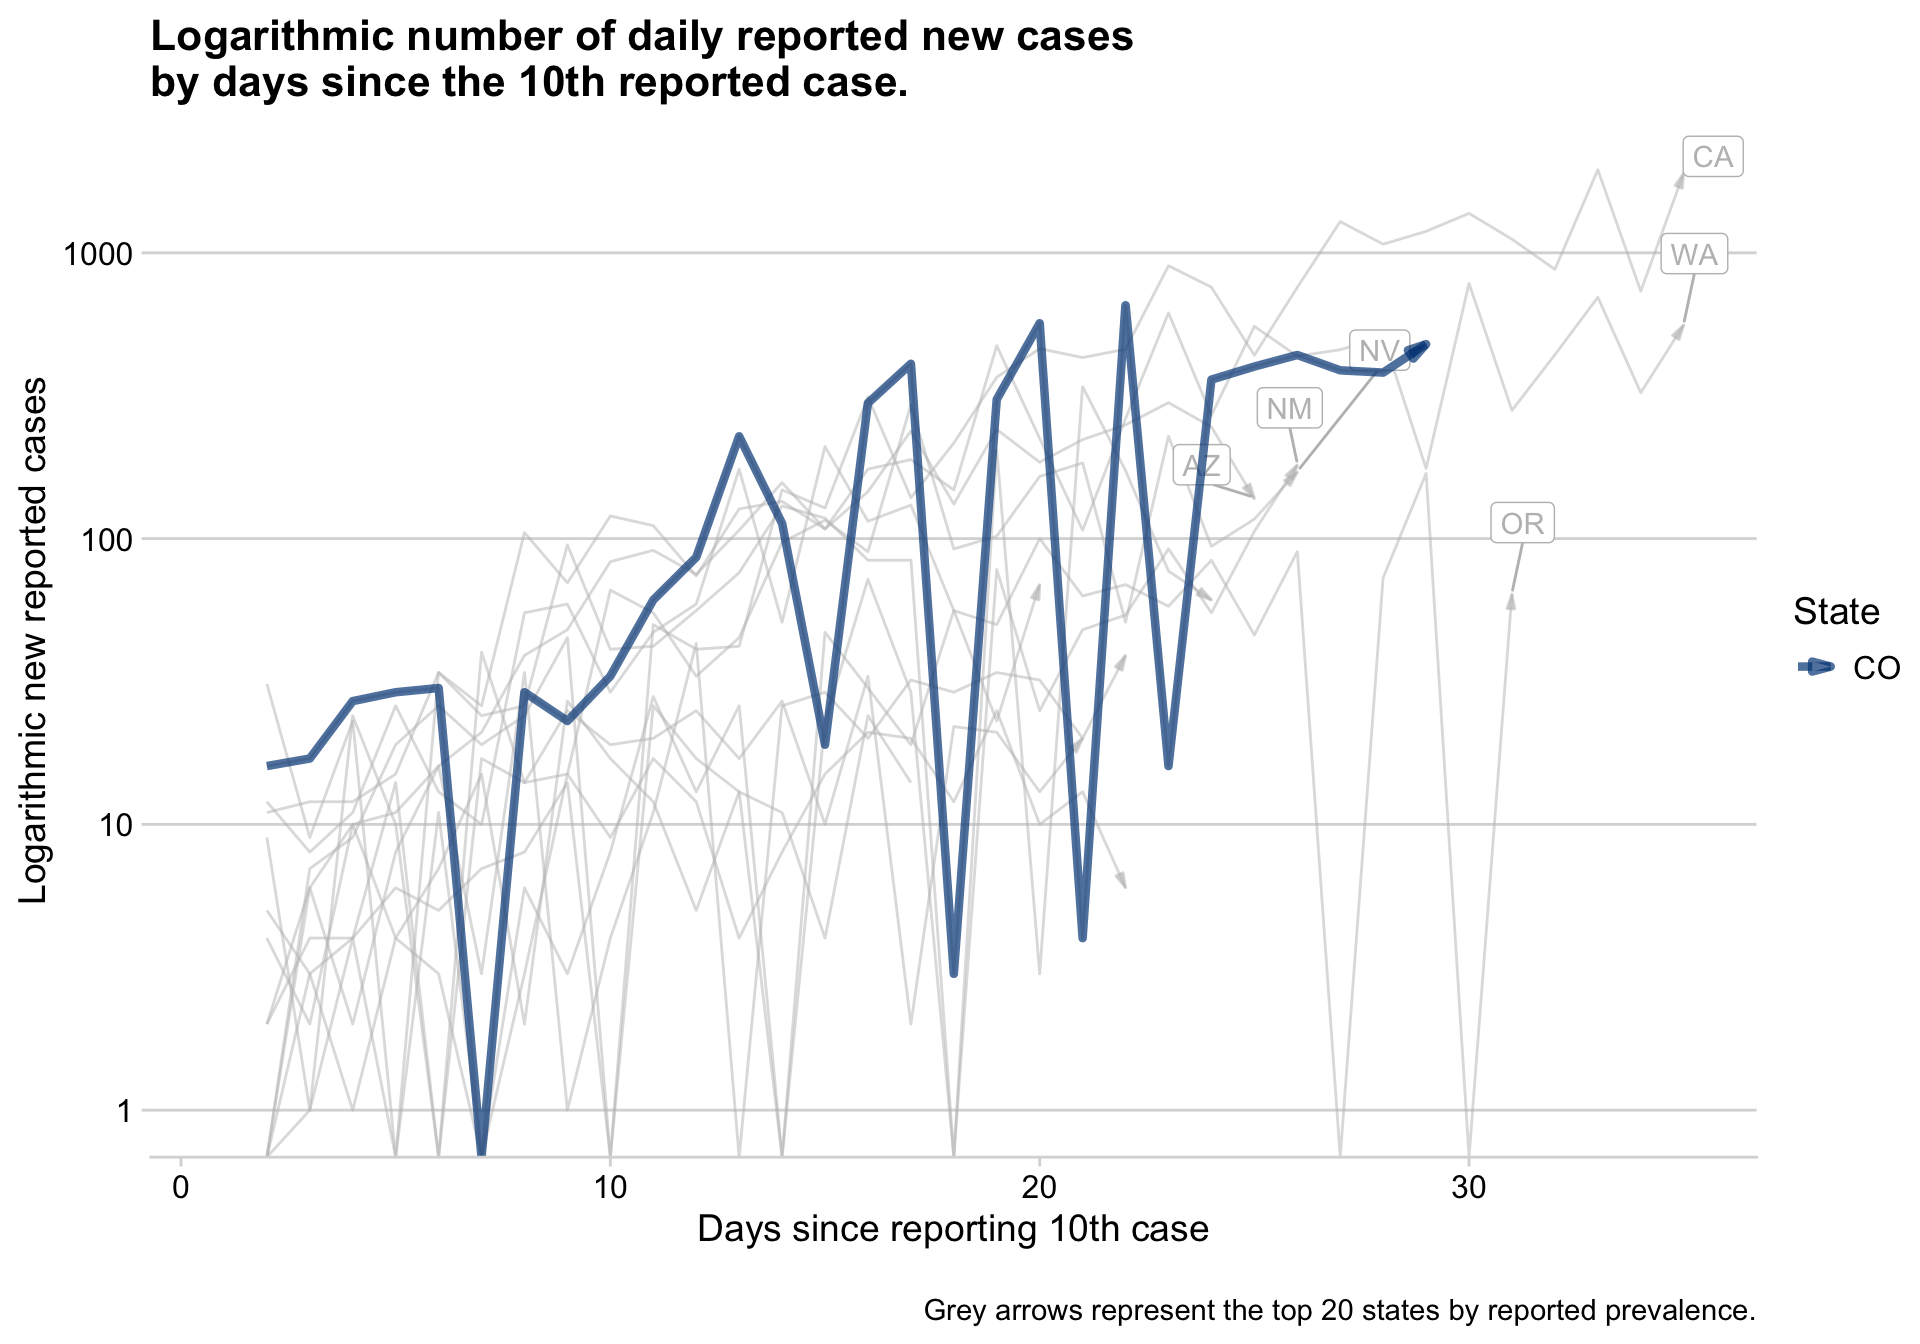 Logarithmic number of daily reported new cases
by days since the 10th reported case.
Logarithmic new reported cases
1000
100
10
1
CA
WA
NV
NM
AZ
OR
State
CO
0
10
20
30
Days since reporting 10th case
Grey arrows represent the top 20 states by reported prevalence.